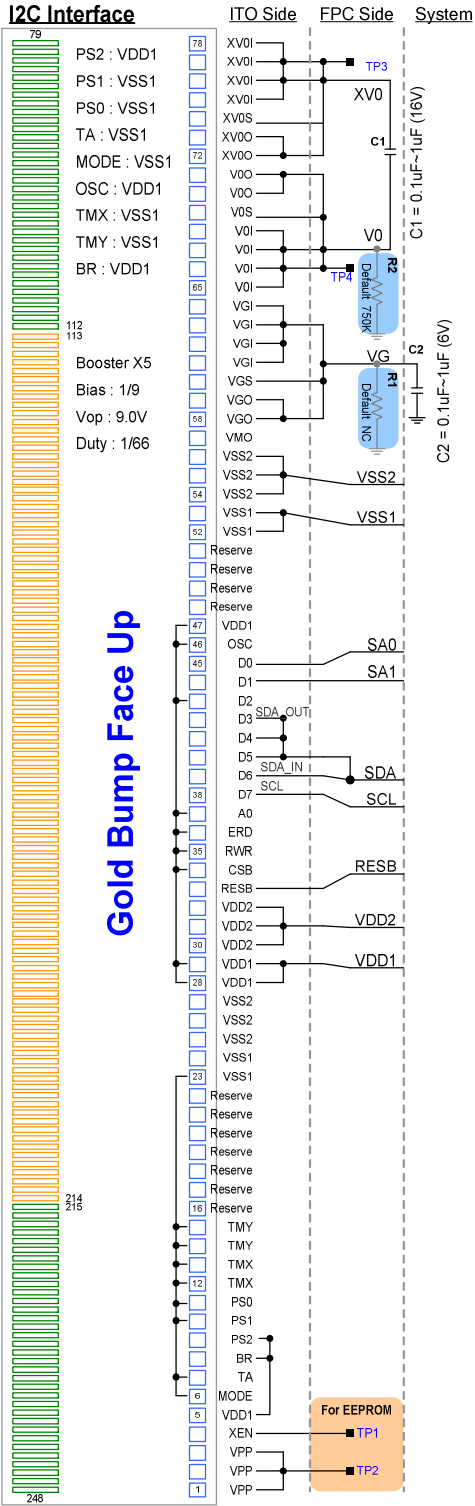 I2C Interface ITO Side FPC Side System
79
78 XV0I
PS2 : VDD1 XV0I TP3
PS1 : VSS1 XV0I
XV0I XV0
PS0 : VSS1 XV0S
TA : VSS1 XV0O C1
MODE : VSS1 72 XV0O
V0O
OSC : VDD1 V0O
TMX : VSS1 V0S
TMY : VSS1 V0I V0
V0I
BR : VDD1 V0I TP4
65 V0I
C1 = 0.1uF~1uF (16V)
R2
Default 750K
VGI
112 VGI
113
VGI
Booster X5 VGI VG C2
Bias : 1/9 VGS
VGO
Vop : 9.0V 58 VGO
Duty : 1/66 VMO
R1
Default NC
C2 = 0.1uF~1uF (6V)
VSS2
VSS2 VSS2
54 VSS2
VSS1 VSS1
52 VSS1
Reserve
Reserve
Reserve
Reserve
47 VDD1
46 OSC SA0
45 D0
D1 SA1
D2
D3 SDA_OUT
D4
D5
D6 SDA_IN SDA
38 D7 SCL SCL
A0
ERD
35 RWR
CSB RESB
RESB
Gold Bump Face Up
VDD2
VDD2 VDD2
30 VDD2
VDD1 VDD1
28 VDD1
VSS2
VSS2
VSS2
VSS1
23 VSS1
Reserve
Reserve
Reserve
Reserve
Reserve
214
215
16 Reserve
TMY
TMY
TMX
12 TMX
PS0
PS1
PS2
BR
TA
6 MODE
5 VDD1 For EEPROM
XEN TP1
VPP
VPP TP2
1 VPP
248